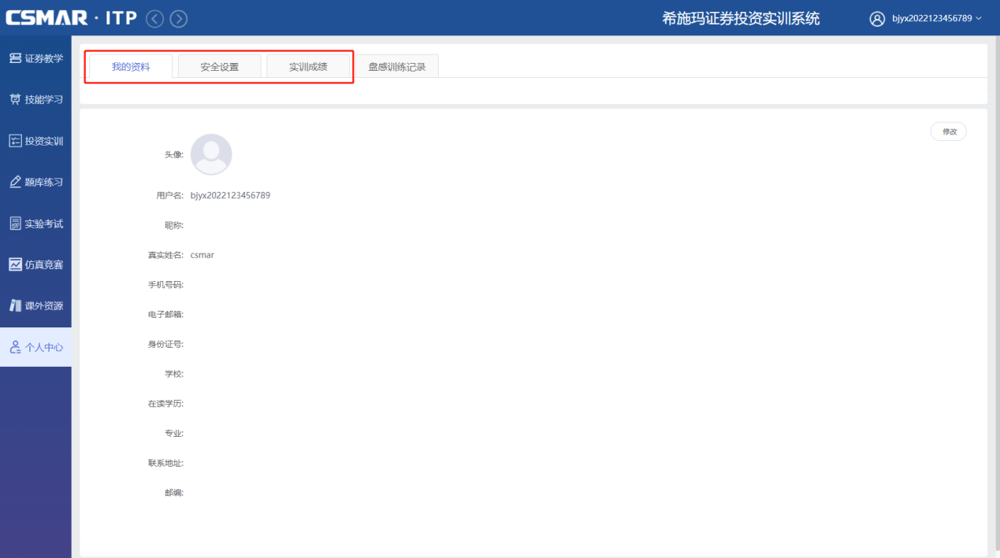 CSMAR · ITP
希施玛证券投资实训系统
bjyx2022123456789
证券教学
技能学习
投资实训
题库练习
实验考试
仿真竞赛
课外资源
个人中心
我的资料 安全设置 实训成绩 盘感训练记录
修改
头像:
用户名: bjyx2022123456789
昵称:
真实姓名: csmar
手机号码:
电子邮箱:
身份证号:
学校:
在读学历:
专业:
联系地址:
邮编: